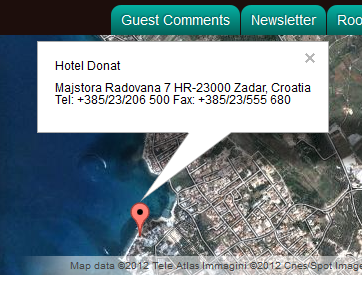 Guest Comments Newsletter Roo
Hotel Donat
Majstora Radovana 7 HR-23000 Zadar, Croatia
Tel: +385/23/206 500 Fax: +385/23/555 680
Map data ©2012 Tele Atlas Immagini ©2012 Cnes/Spot Image